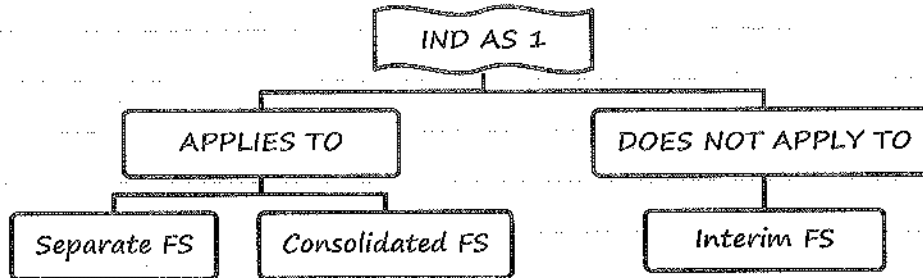 IND AS 1
APPLIES TO
DOES NOT APPLY TO
Separate FS
Consolidated FS
Interim FS